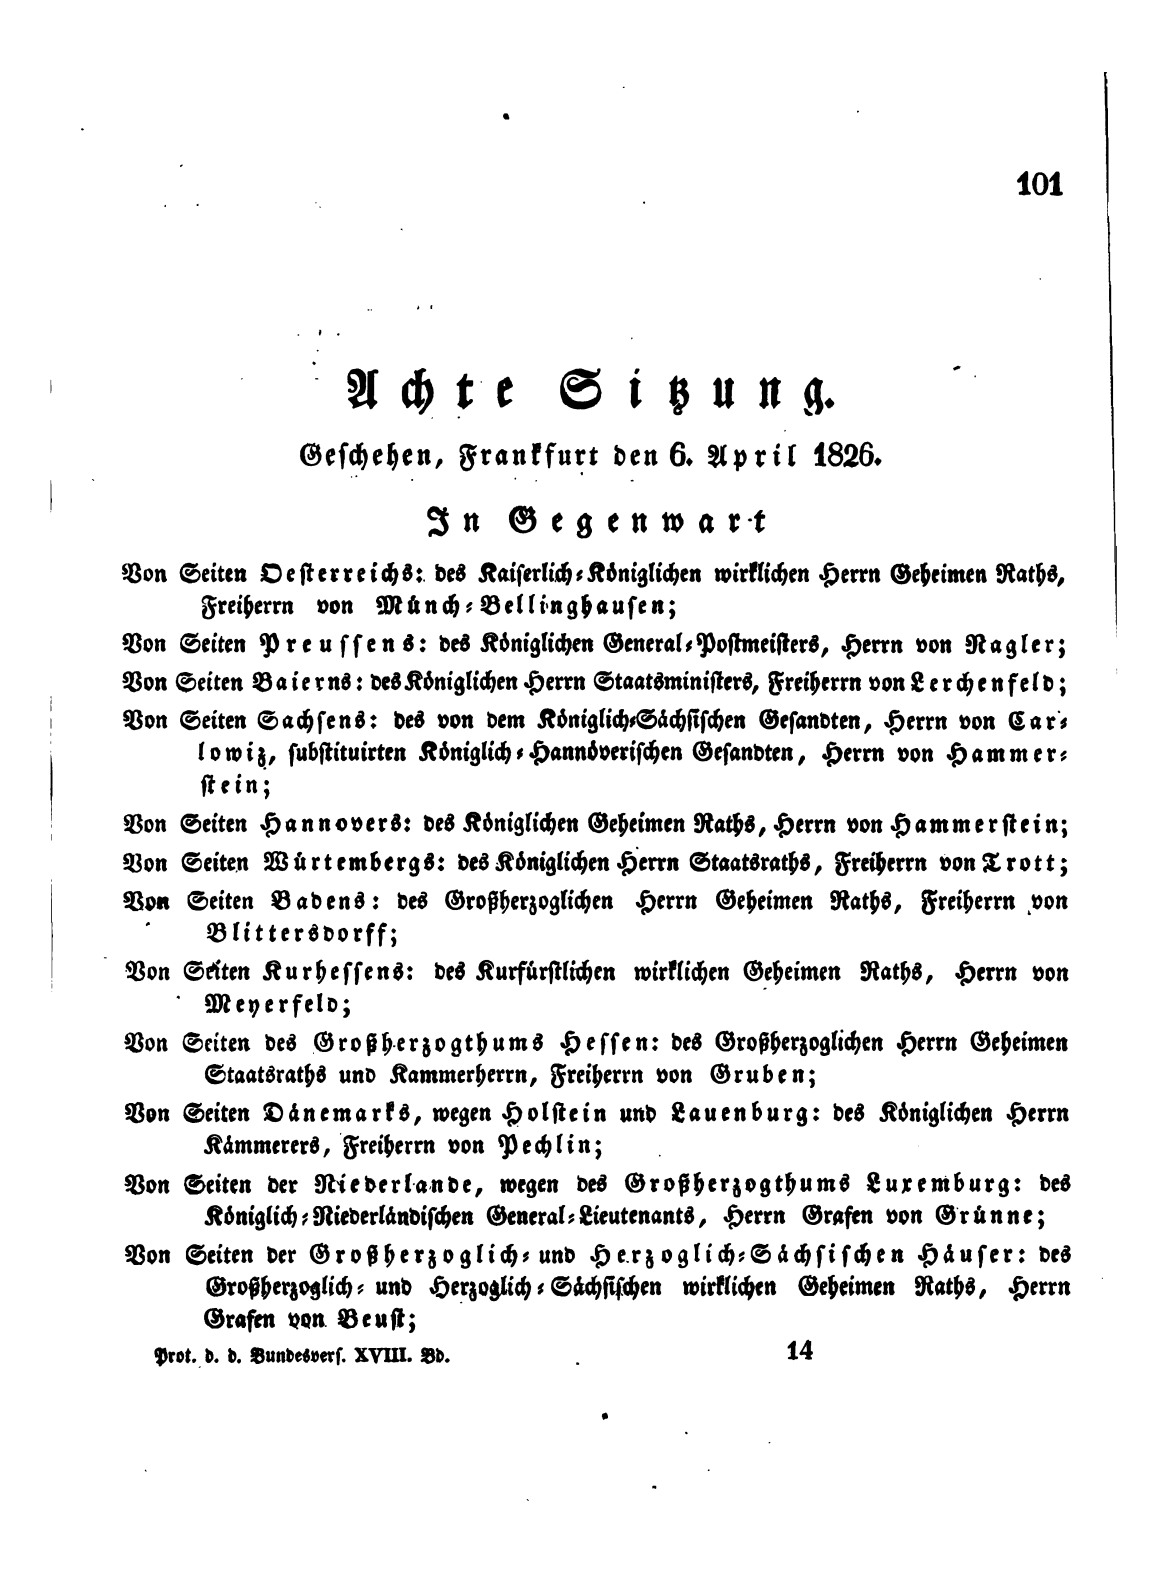 101
Achte Sitzung.
Geschehen, Frankfurt den 6. April 1826.
In Gegenwart
Von Seiten Oesterreichs: des Kaiserlich-Königlichen wirklichen Herrn Geheimen Raths,
Freiherrn von Münch-Bellinghausen;
Von Seiten Preussens: des Königlichen General-Postmeisters, Herrn von Nagler;
Von Seiten Baierns: des Königlichen Herrn Staatsministers, Freiherrn von Lerchenfeld;
Von Seiten Sachsens: des von dem Königlich-Sächsischen Gesandten, Herrn von Car-
lowiz, substituirten Königlich-Hannöverischen Gesandten, Herrn von Hammer-
stein;
Von Seiten Hannovers: des Königlichen Geheimen Raths, Herrn von Hammerstein;
Von Seiten Würtembergs: des Königlichen Herrn Staatsraths, Freiherrn von Trott;
Von Seiten Badens: des Großherzoglichen Herrn Geheimen Raths, Freiherrn von
Blittersdorff;
Von Seiten Kurhessens: des Kurfürstlichen wirklichen Geheimen Raths, Herrn von
Meyerfeld;
Von Seiten des Großherzogthums Hessen: des Großherzoglichen Herrn Geheimen
Staatsraths und Kammerherrn, Freiherrn von Gruben;
Von Seiten Dänemarks, wegen Holstein und Lauenburg: des Königlichen Herrn
Kämmerers, Freiherrn von Pechlin;
Von Seiten der Niederlande, wegen des Großherzogthums Luxemburg: des
Königlich-Niederländischen General-Lieutenants, Herrn Grafen von Grünne;
Von Seiten der Großherzoglich- und Herzoglich-Sächsischen Häuser: des
Großherzoglich- und Herzoglich-Sächsischen wirklichen Geheimen Raths, Herrn
Grafen von Beust;
Prot. d. d. Bundesvers. XVIII. Bd. 14